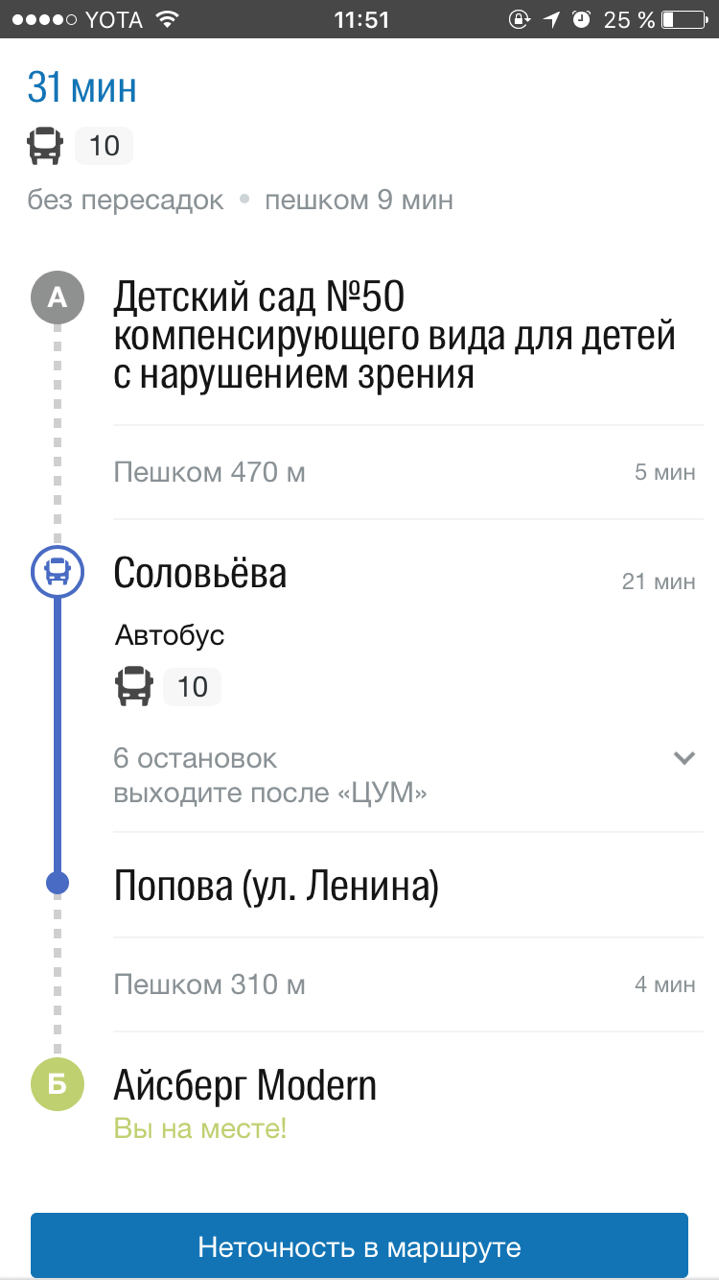 YOTA 11:51 25 %
31 мин
10
без пересадок • пешком 9 мин
А
Детский сад №50
компенсирующего вида для детей
с нарушением зрения
Пешком 470 м 5 мин
Соловьёва 21 мин
Автобус
10
6 остановок
выходите после «ЦУМ»
Попова (ул. Ленина)
Пешком 310 м 4 мин
Б
Айсберг Modern
Вы на месте!
Неточность в маршруте